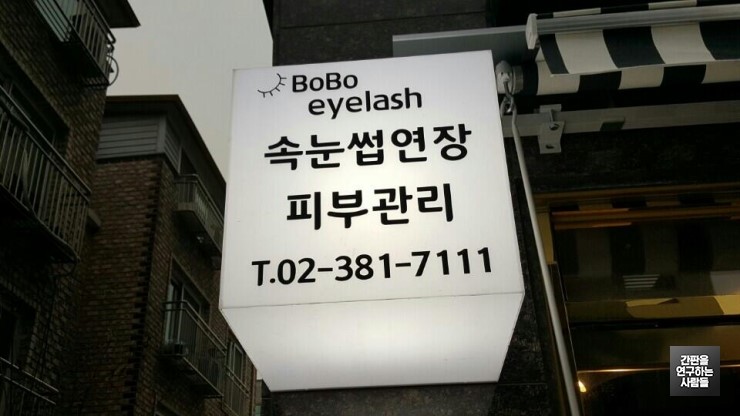 BoBo
eyelash
속눈썹연장
피부관리
T.02-381-7111
간판을
연구하는
사람들